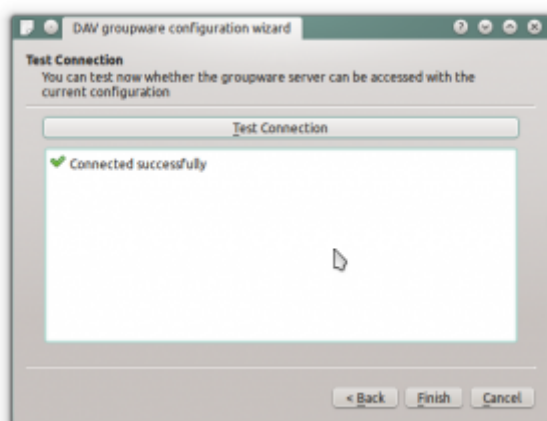 DAV groupware configuration wizard
Test Connection
You can test now whether the groupware server can be accessed with the
current configuration
Test Connection
Connected successfully
< Back Finish Cancel